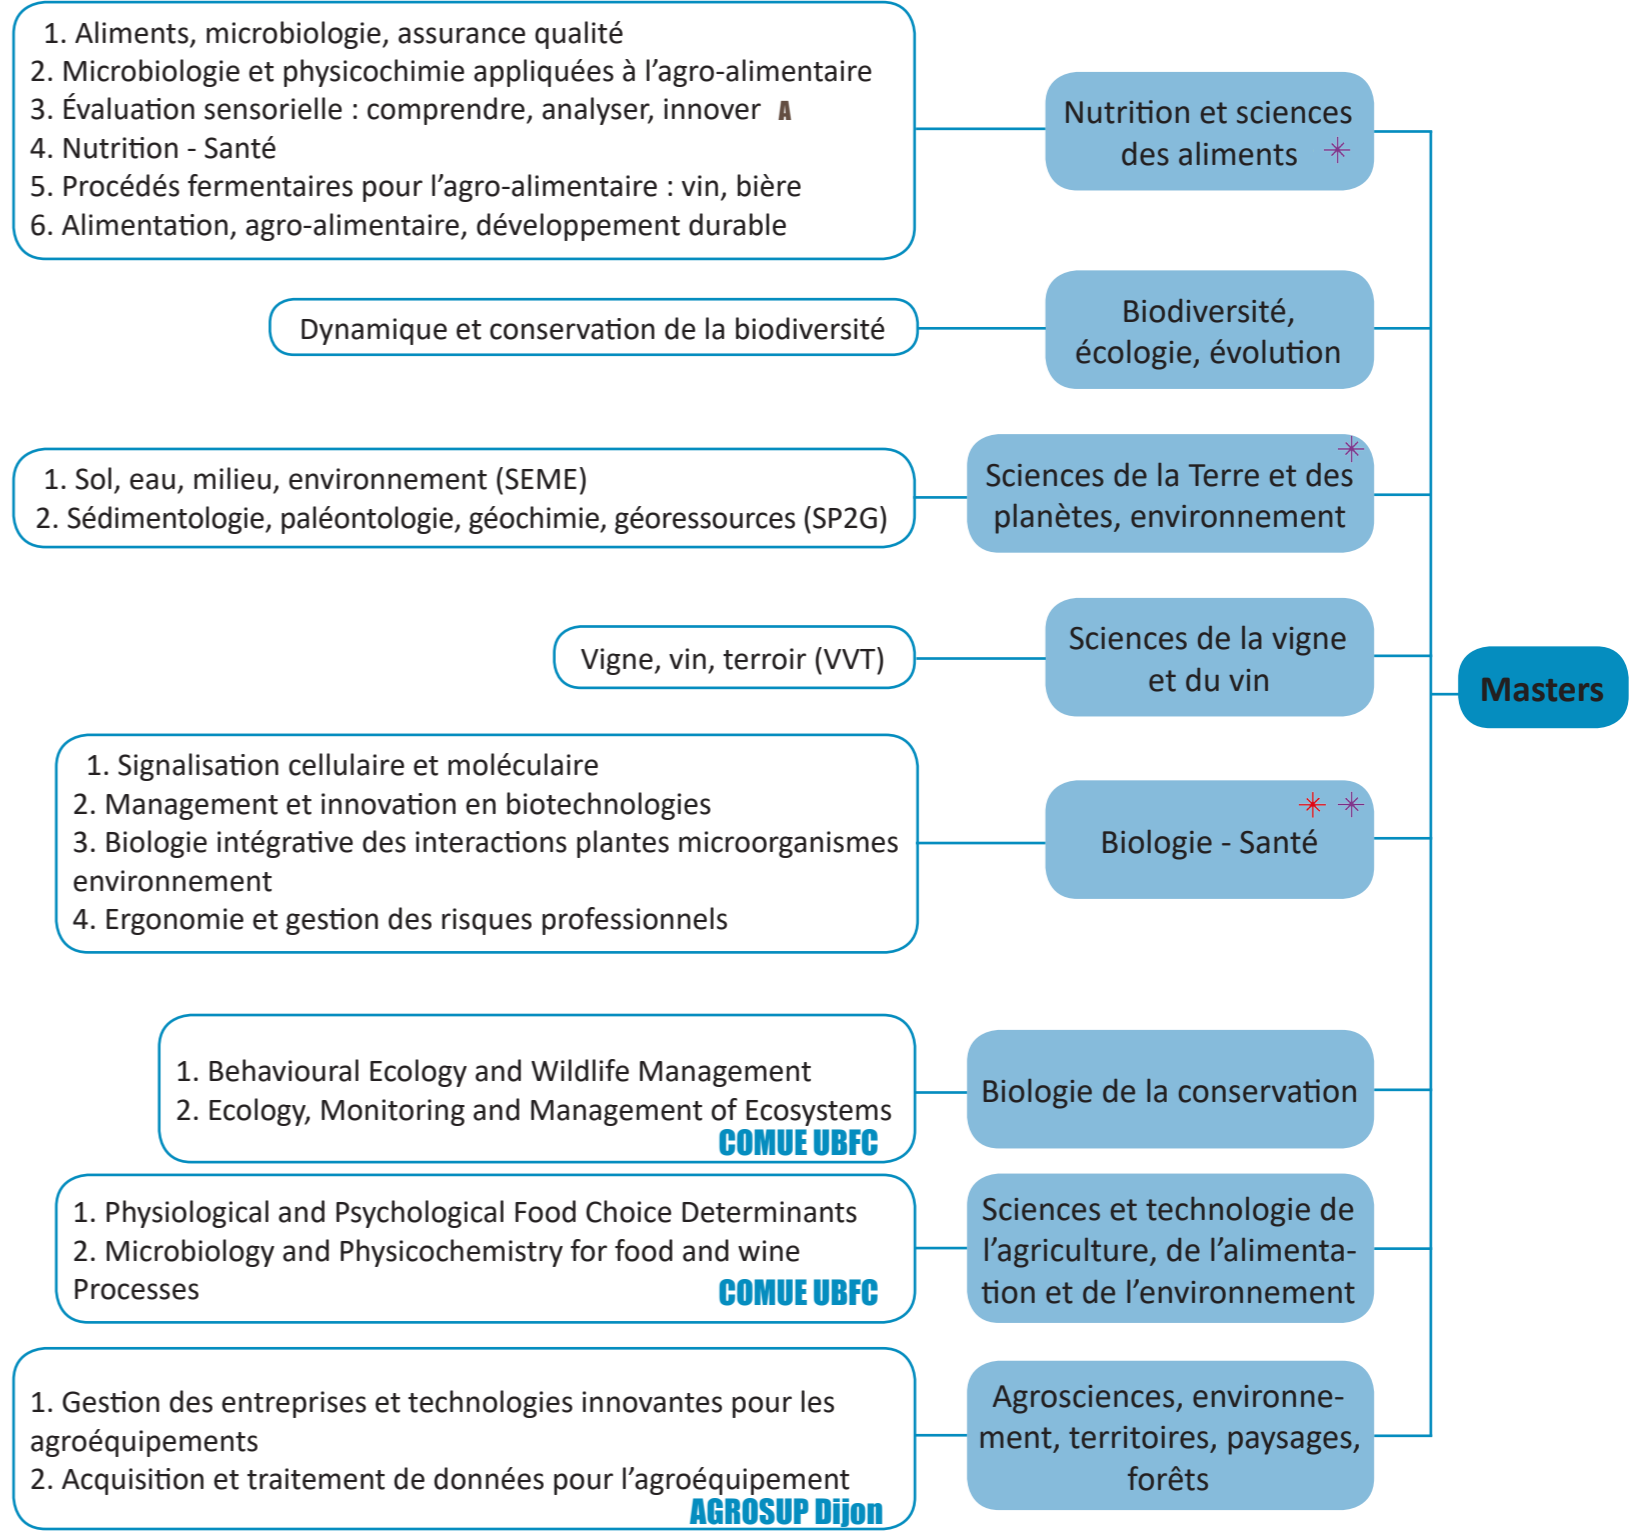 1. Aliments, microbiologie, assurance qualité
2. Microbiologie et physicochimie appliquées à l’agro-alimentaire
3. Évaluation sensorielle : comprendre, analyser, innover A
4. Nutrition - Santé
5. Procédés fermentaires pour l’agro-alimentaire : vin, bière
6. Alimentation, agro-alimentaire, développement durable
Nutrition et sciences
des aliments
Dynamique et conservation de la biodiversité
Biodiversité,
écologie, évolution
1. Sol, eau, milieu, environnement (SEME)
2. Sédimentologie, paléontologie, géochimie, géoressources (SP2G)
Sciences de la Terre et des
planètes, environnement
Vigne, vin, terroir (VVT)
Sciences de la vigne
et du vin
Masters
1. Signalisation cellulaire et moléculaire
2. Management et innovation en biotechnologies
3. Biologie intégrative des interactions plantes microorganismes
environnement
4. Ergonomie et gestion des risques professionnels
Biologie - Santé
1. Behavioural Ecology and Wildlife Management
2. Ecology, Monitoring and Management of Ecosystems
COMUE UBFC
Biologie de la conservation
1. Physiological and Psychological Food Choice Determinants
2. Microbiology and Physicochemistry for food and wine
Processes
COMUE UBFC
Sciences et technologie de
l’agriculture, de l’alimenta-
tion et de l’environnement
1. Gestion des entreprises et technologies innovantes pour les
agroéquipements
2. Acquisition et traitement de données pour l’agroéquipement
AGROSUP Dijon
Agrosciences, environne-
ment, territoires, paysages,
forêts